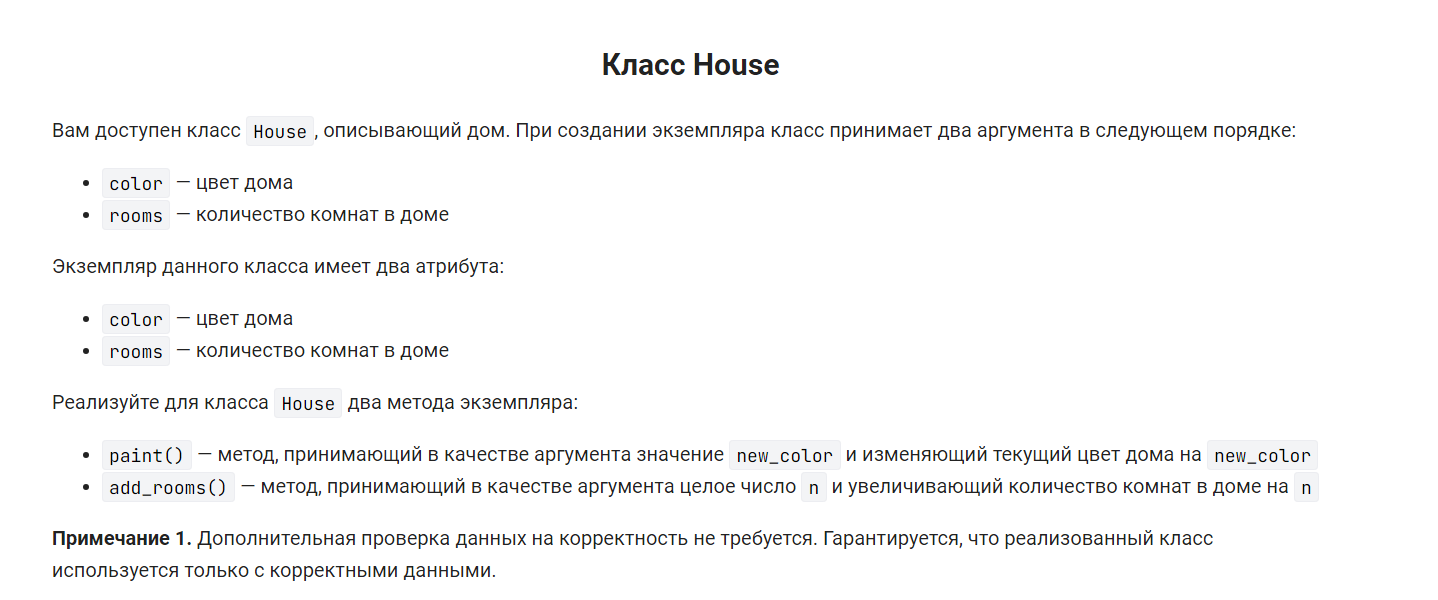 Класс House
Вам доступен класс House, описывающий дом. При создании экземпляра класс принимает два аргумента в следующем порядке:
• color — цвет дома
• rooms — количество комнат в доме
Экземпляр данного класса имеет два атрибута:
• color — цвет дома
• rooms — количество комнат в доме
Реализуйте для класса House два метода экземпляра:
• paint() — метод, принимающий в качестве аргумента значение new_color и изменяющий текущий цвет дома на new_color
• add_rooms() — метод, принимающий в качестве аргумента целое число n и увеличивающий количество комнат в доме на n
Примечание 1. Дополнительная проверка данных на корректность не требуется. Гарантируется, что реализованный класс
используется только с корректными данными.